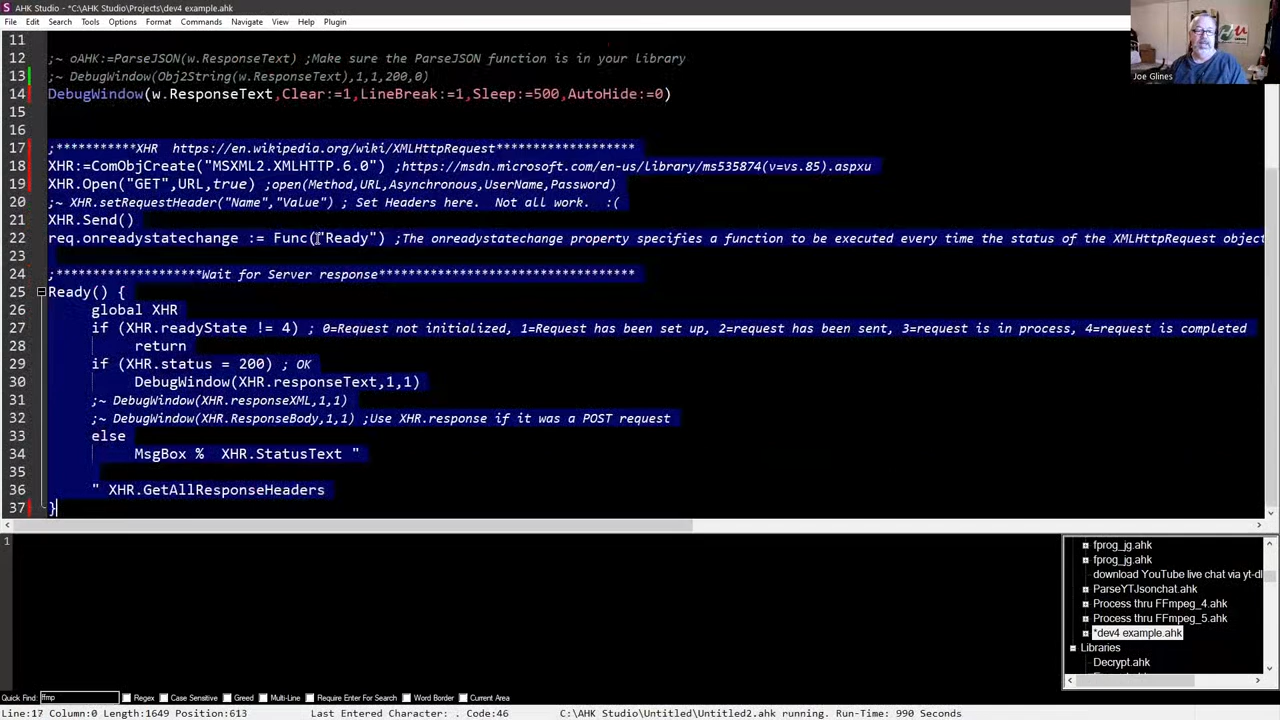 AHK Studio - *C:\AHK Studio\Projects\dev4 example.ahk
File Edit Search Tools Options Format Commands Navigate View Help Plugin
Joe Glines
11
12 ;~ oAHK:=ParseJSON(w.ResponseText) ;Make sure the ParseJSON function is in your library
13 ;~ DebugWindow(Obj2String(w.ResponseText),1,1,200,0)
14 DebugWindow(w.ResponseText,Clear:=1,LineBreak:=1,Sleep:=500,AutoHide:=0)
15
16
17 ;**********XHR https://en.wikipedia.org/wiki/XMLHttpRequest****************
18 XHR:=ComObjCreate("MSXML2.XMLHTTP.6.0") ;https://msdn.microsoft.com/en-us/library/ms535874(v=vs.85).aspxu
19 XHR.Open("GET",URL,true) ;open(Method,URL,Asynchronous,UserName,Password)
20 ;~ XHR.setRequestHeader("Name","Value") ; Set Headers here. Not all work. :(
21 XHR.Send()
22 req.onreadystatechange := Func("Ready") ;The onreadystatechange property specifies a function to be executed every time the status of the XMLHttpRequest object
23
24 ;*******************Wait for Server response*****************************
25 Ready() {
26 global XHR
27 if (XHR.readyState != 4) ; 0=Request not initialized, 1=Request has been set up, 2=request has been sent, 3=request is in process, 4=request is completed
28 return
29 if (XHR.status = 200) ; OK
30 DebugWindow(XHR.responseText,1,1)
31 ;~ DebugWindow(XHR.responseXML,1,1)
32 ;~ DebugWindow(XHR.ResponseBody,1,1) ;Use XHR.response if it was a POST request
33 else
34 MsgBox % XHR.StatusText "
35
36 " XHR.GetAllResponseHeaders
37 }
1
fprog_jg.ahk
fprog_jg.ahk
download YouTube live chat via yt-dl
ParseYTJsonchat.ahk
Process thru FFmpeg_4.ahk
Process thru FFmpeg_5.ahk
*dev4 example.ahk
Libraries
Decrypt.ahk
Quick Find: ffmp Regex Case Sensitive Greed Multi-Line Require Enter For Search Word Border Current Area
Line:17 Column:0 Length:1649 Position:613 Last Entered Character: . Code:46 C:\AHK Studio\Untitled\Untitled2.ahk running. Run-Time: 990 Seconds